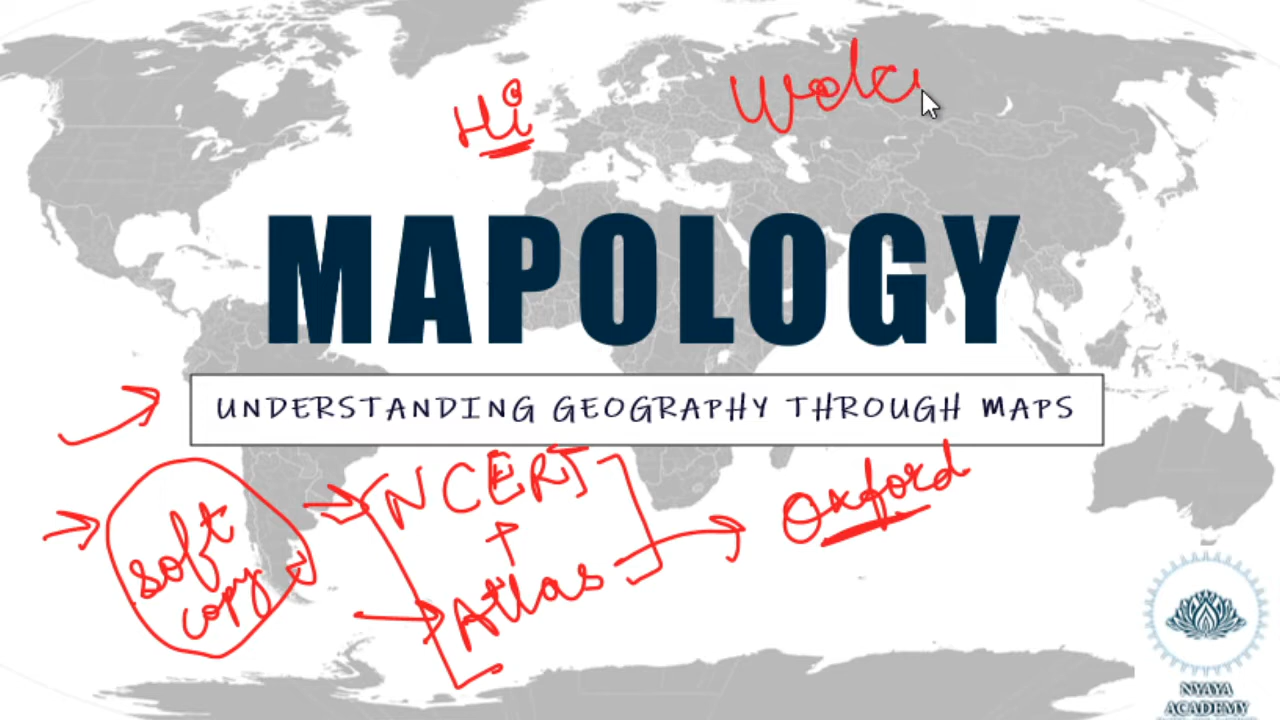 Hi
MAPOLOGY
UNDERSTANDING GEOGRAPHY THROUGH MAPS
soft
copy
NCERT
+
Atlas
Oxford
NYAYA
ACADEMY